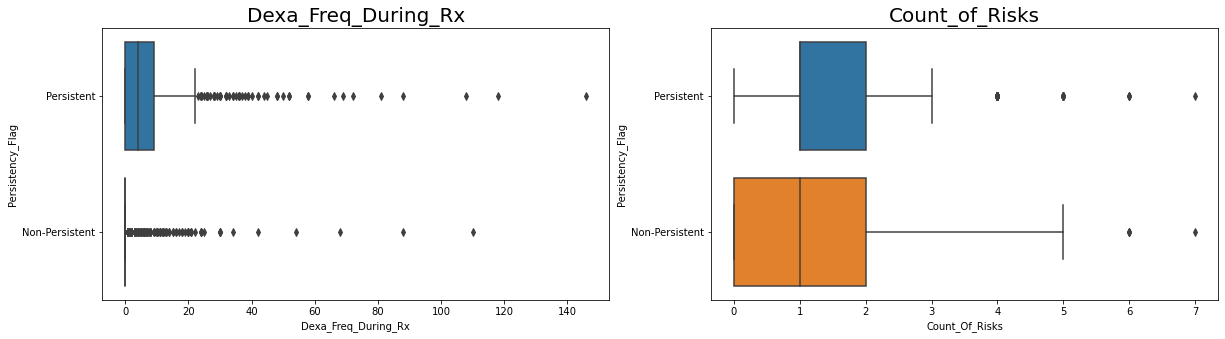 Dexa_Freq_During_Rx
Persistency_Flag
Persistent
Non-Persistent
0 20 40 60 80 100 120 140
Dexa_Freq_During_Rx
Count_of_Risks
Persistency_Flag
Persistent
Non-Persistent
0 1 2 3 4 5 6 7
Count_Of_Risks